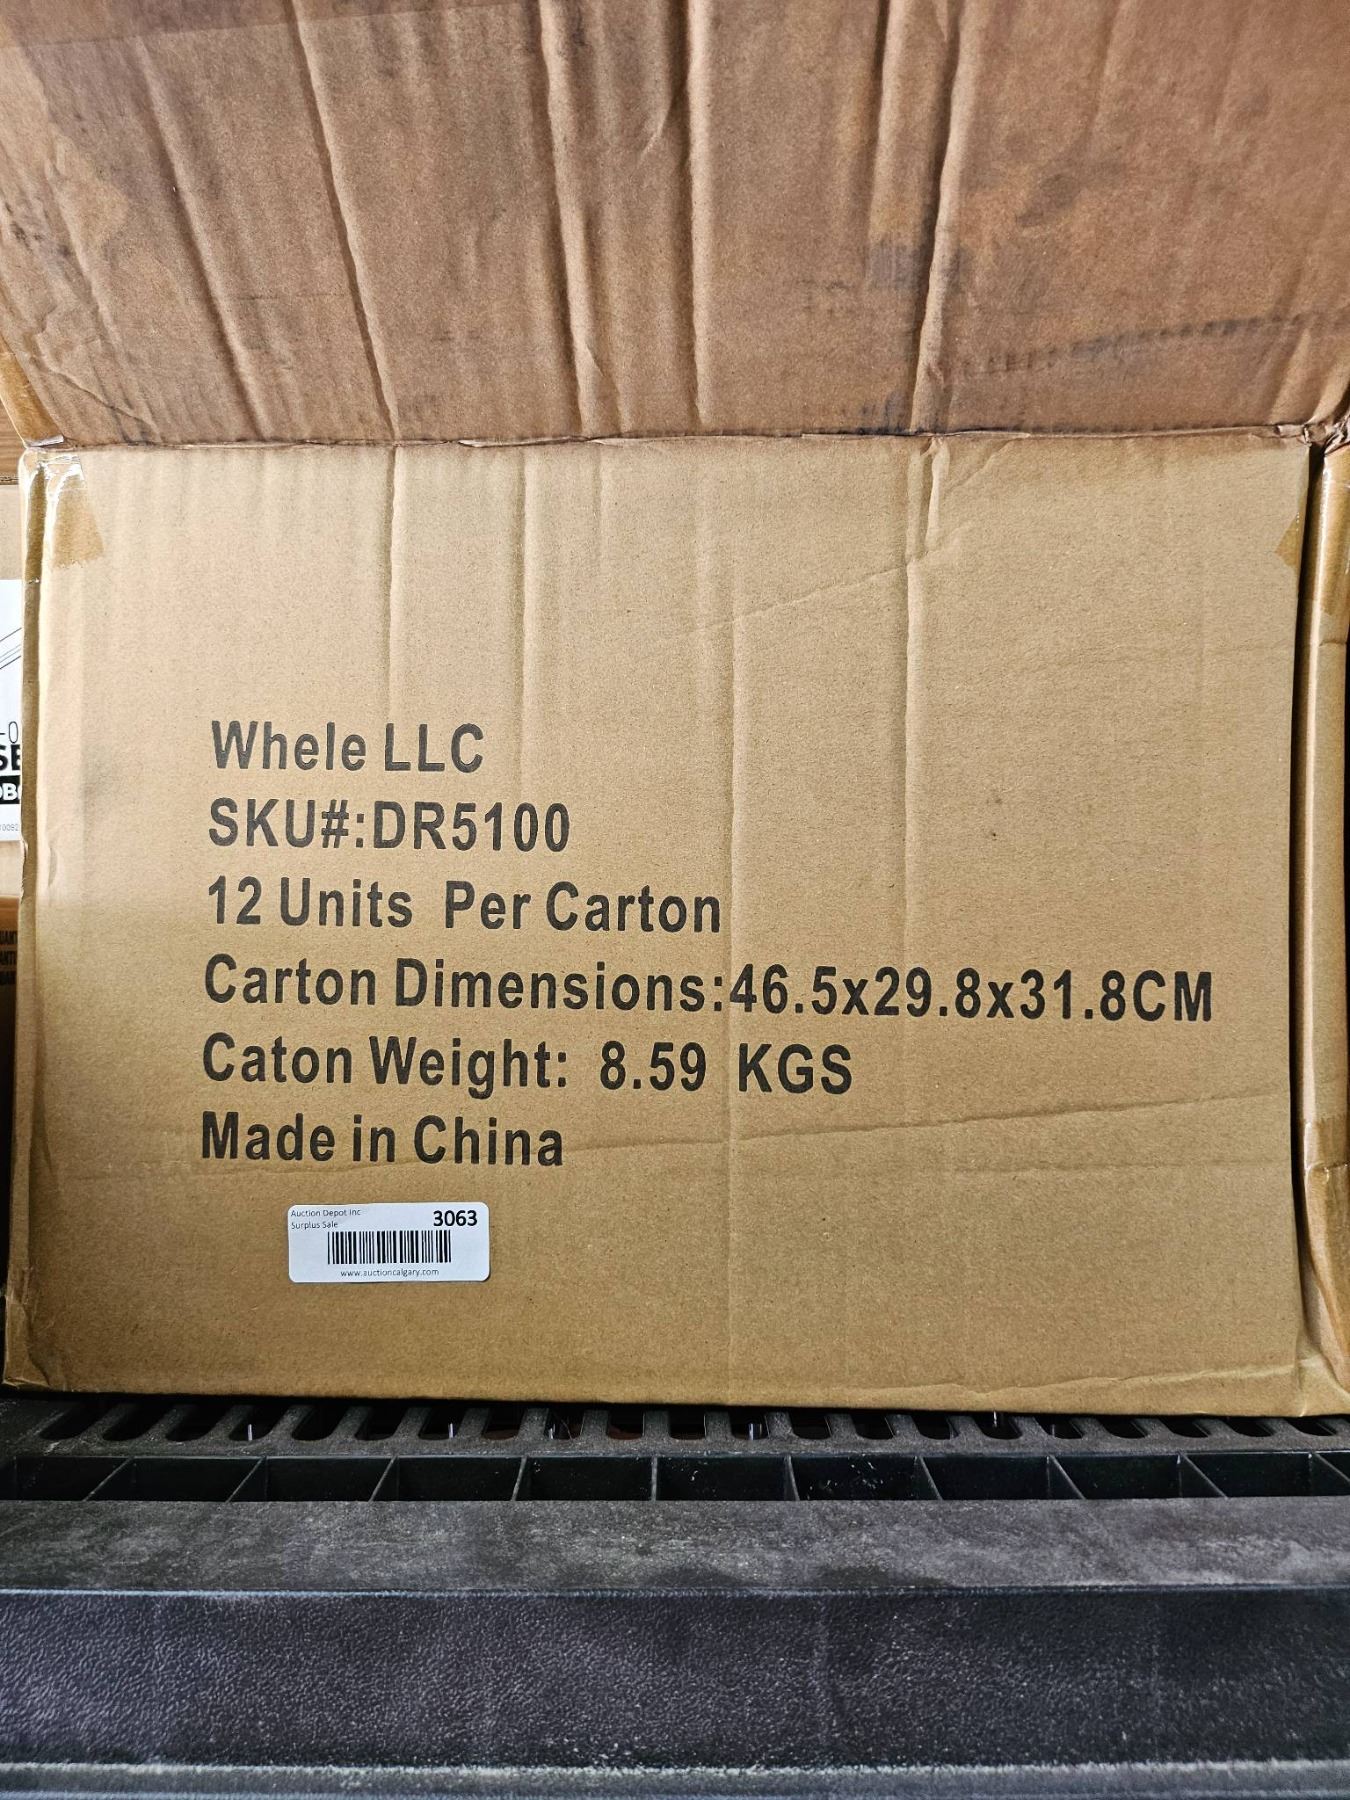 Whele LLC
SKU#:DR5100
12 Units Per Carton
Carton Dimensions:46.5x29.8x31.8CM
Caton Weight: 8.59 KGS
Made in China
Auction Depot Inc
Surplus Sale
3063
www.auctioncalgary.com